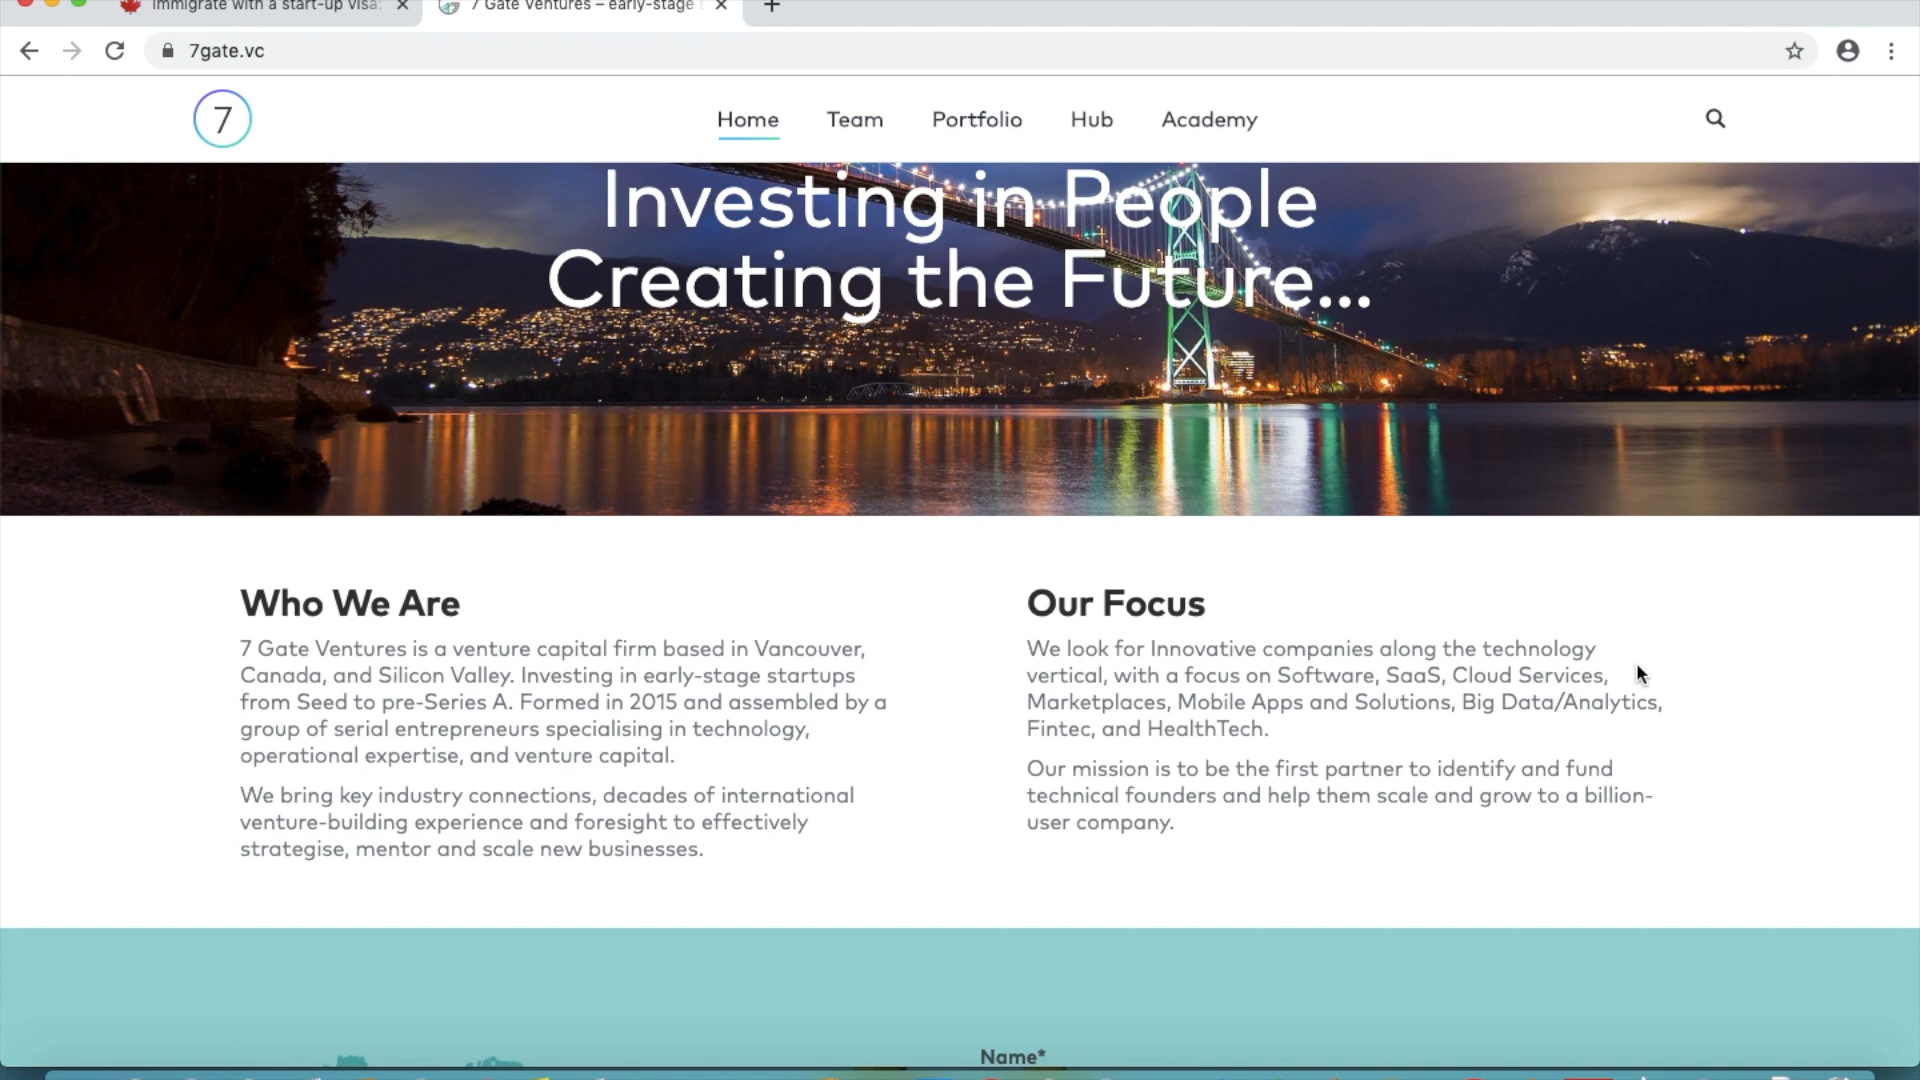 Immigrate with a start-up visa:
7 Gate Ventures – early-stage s
7gate.vc
7
Home
Team
Portfolio
Hub
Academy
Investing in People
Creating the Future...
Who We Are
7 Gate Ventures is a venture capital firm based in Vancouver,
Canada, and Silicon Valley. Investing in early-stage startups
from Seed to pre-Series A. Formed in 2015 and assembled by a
group of serial entrepreneurs specialising in technology,
operational expertise, and venture capital.
We bring key industry connections, decades of international
venture-building experience and foresight to effectively
strategise, mentor and scale new businesses.
Our Focus
We look for Innovative companies along the technology
vertical, with a focus on Software, SaaS, Cloud Services,
Marketplaces, Mobile Apps and Solutions, Big Data/Analytics,
Fintec, and HealthTech.
Our mission is to be the first partner to identify and fund
technical founders and help them scale and grow to a billion-
user company.
Name*